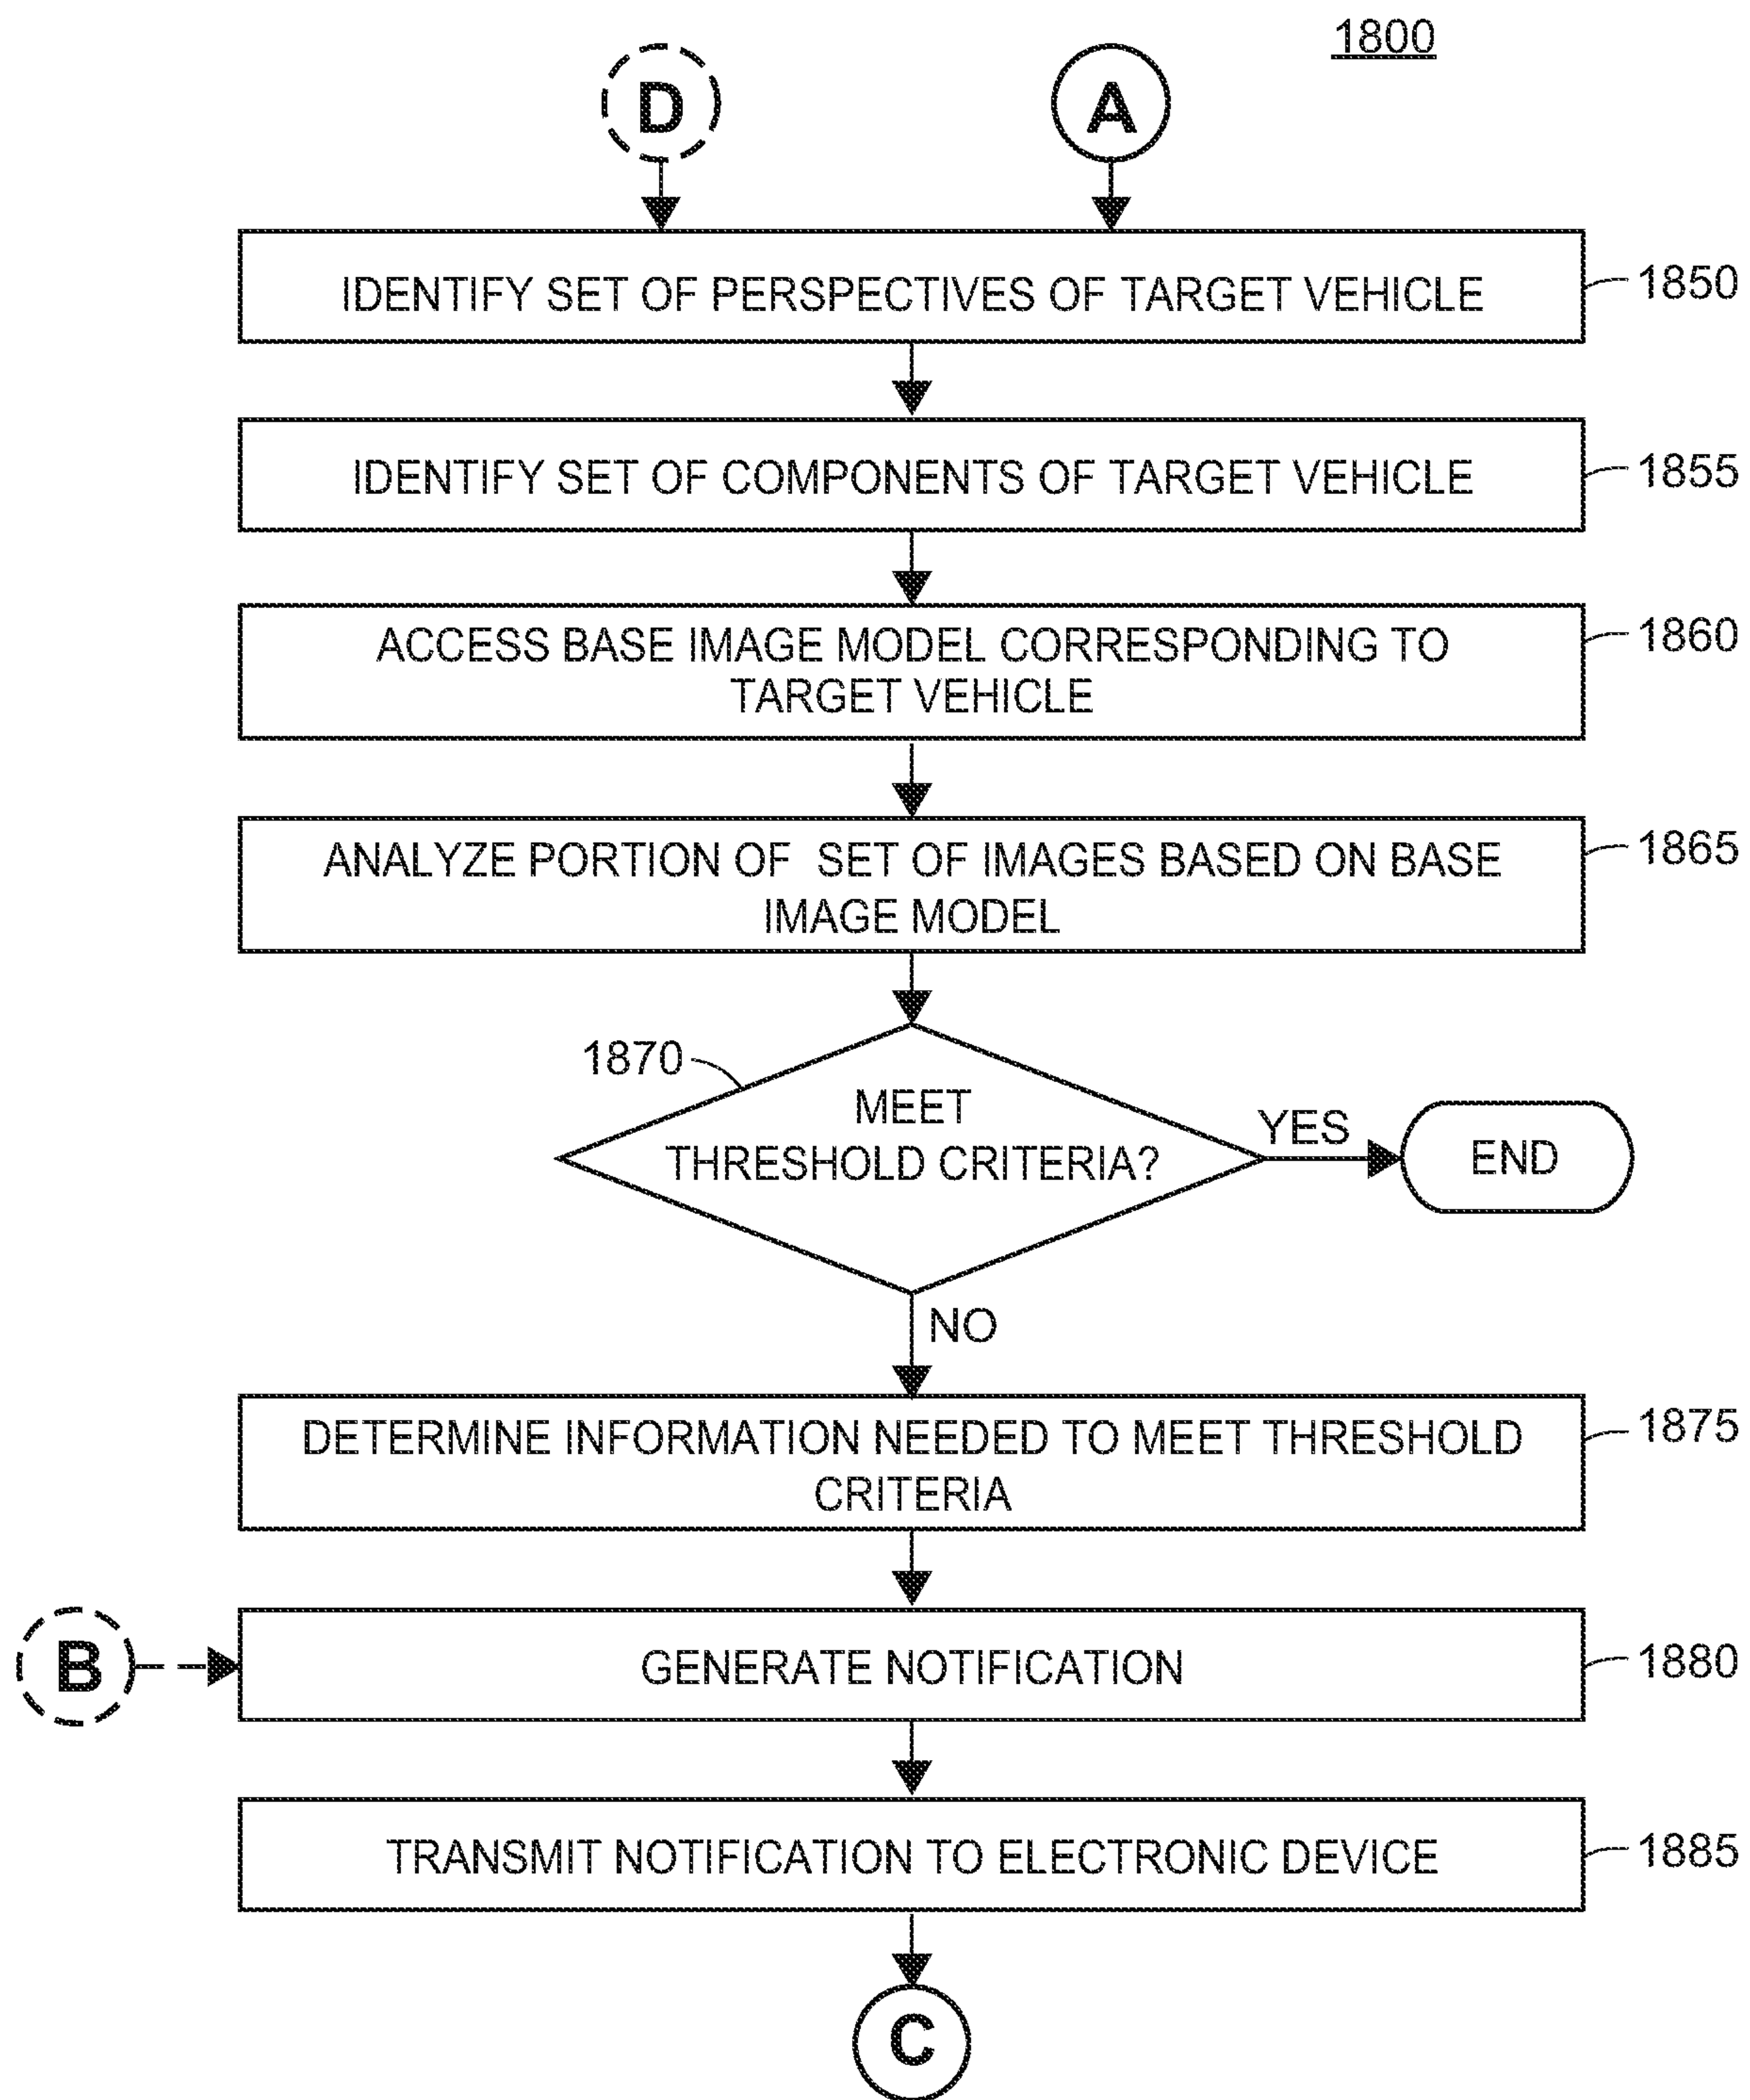 1800
D
A
IDENTIFY SET OF PERSPECTIVES OF TARGET VEHICLE
1850
IDENTIFY SET OF COMPONENTS OF TARGET VEHICLE
1855
ACCESS BASE IMAGE MODEL CORRESPONDING TO
TARGET VEHICLE
1860
ANALYZE PORTION OF SET OF IMAGES BASED ON BASE
IMAGE MODEL
1865
1870
MEET
THRESHOLD CRITERIA?
YES
END
NO
DETERMINE INFORMATION NEEDED TO MEET THRESHOLD
CRITERIA
1875
B
GENERATE NOTIFICATION
1880
TRANSMIT NOTIFICATION TO ELECTRONIC DEVICE
1885
C